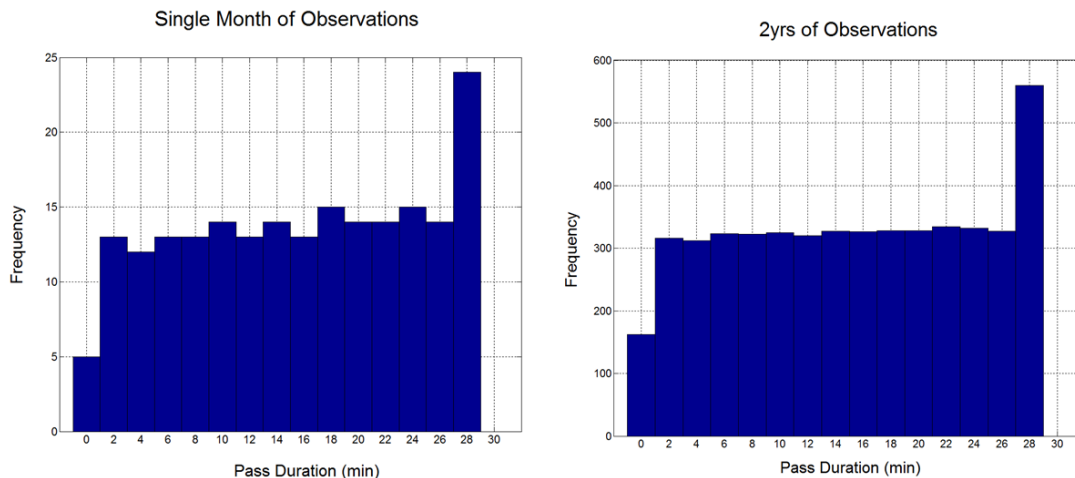 Single Month of Observations
25
20
15
10
5
0
Frequency
0 2 4 6 8 10 12 14 16 18 20 22 24 26 28 30
Pass Duration (min)
2yrs of Observations
600
500
400
300
200
100
0
Frequency
0 2 4 6 8 10 12 14 16 18 20 22 24 26 28 30
Pass Duration (min)